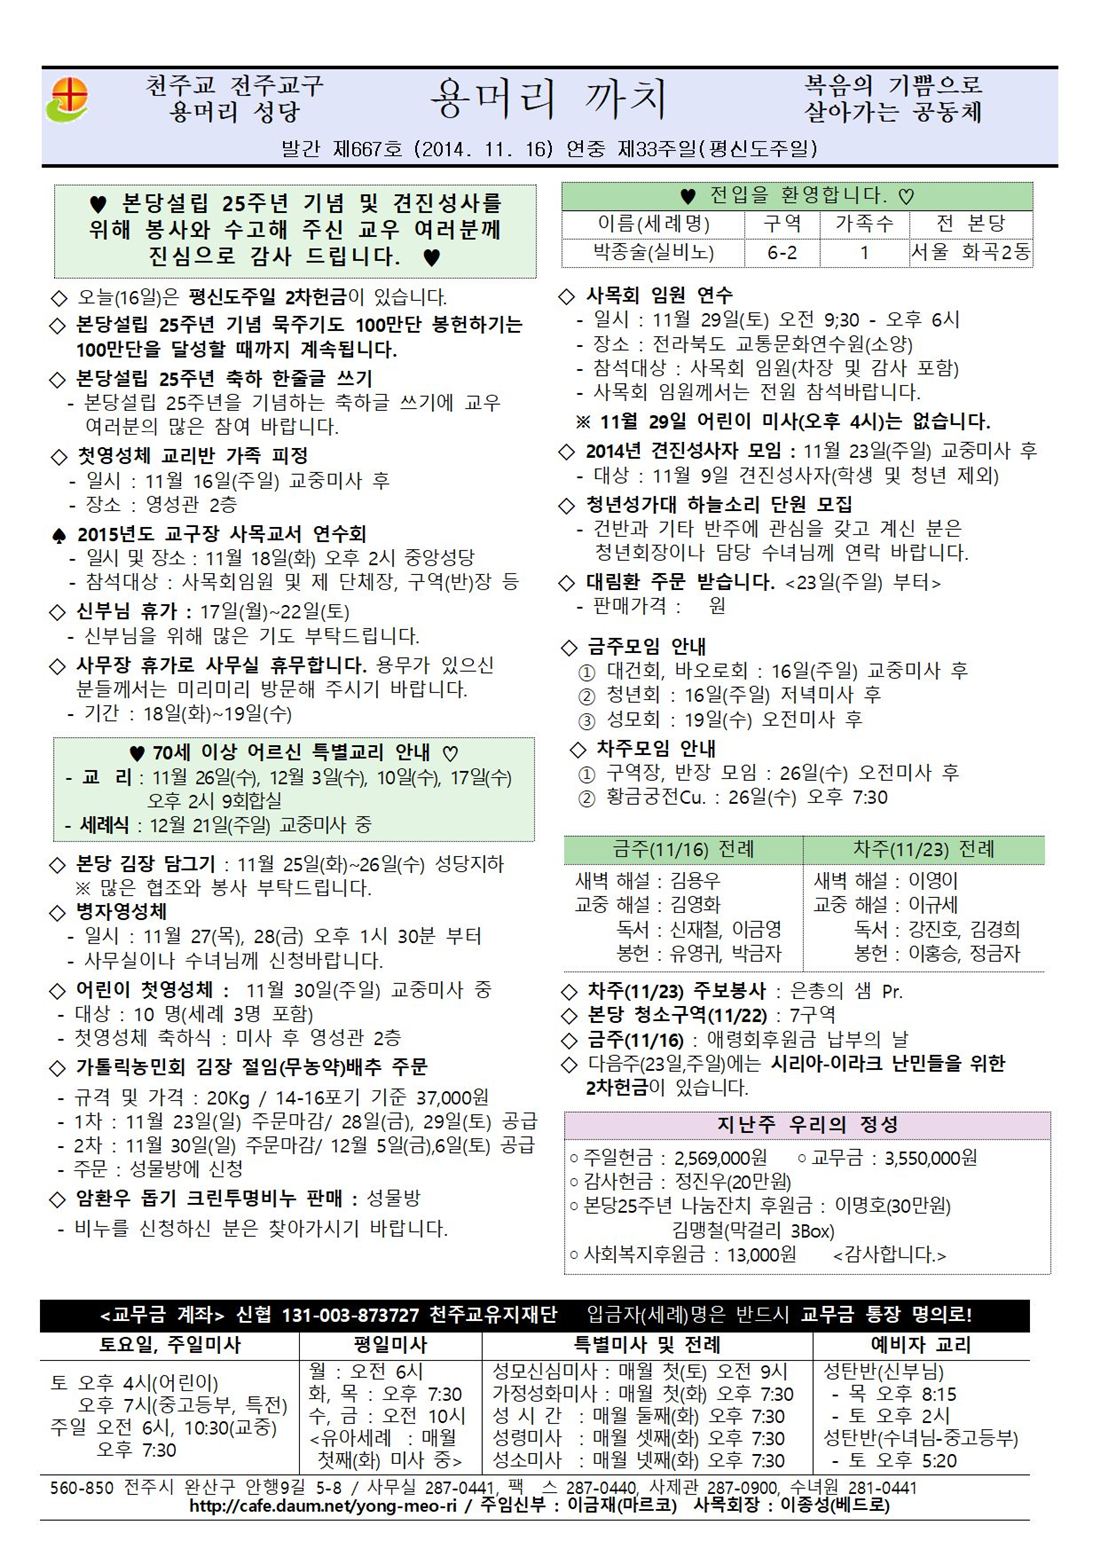 천주교 전주교구
용머리 성당
용머리 까치
복음의 기쁨으로
살아가는 공동체
발간 제667호 (2014. 11. 16) 연중 제33주일(평신도주일)
♥ 본당설립 25주년 기념 및 견진성사를
위해 봉사와 수고해 주신 교우 여러분께
진심으로 감사 드립니다. ♥
◇ 오늘(16일)은 평신도주일 2차헌금이 있습니다.
◇ 본당설립 25주년 기념 묵주기도 100만단 봉헌하기는
100만단을 달성할 때까지 계속됩니다.
◇ 본당설립 25주년 축하 한줄글 쓰기
- 본당설립 25주년을 기념하는 축하글 쓰기에 교우
여러분의 많은 참여 바랍니다.
◇ 첫영성체 교리반 가족 피정
- 일시 : 11월 16일(주일) 교중미사 후
- 장소 : 영성관 2층
♠ 2015년도 교구장 사목교서 연수회
- 일시 및 장소 : 11월 18일(화) 오후 2시 중앙성당
- 참석대상 : 사목회임원 및 제 단체장, 구역(반)장 등
◇ 신부님 휴가 : 17일(월)~22일(토)
- 신부님을 위해 많은 기도 부탁드립니다.
◇ 사무장 휴가로 사무실 휴무합니다. 용무가 있으신
분들께서는 미리미리 방문해 주시기 바랍니다.
- 기간 : 18일(화)~19일(수)
♥ 70세 이상 어르신 특별교리 안내 ♡
- 교 리 : 11월 26일(수), 12월 3일(수), 10일(수), 17일(수)
오후 2시 9회합실
- 세례식 : 12월 21일(주일) 교중미사 중
◇ 본당 김장 담그기 : 11월 25일(화)~26일(수) 성당지하
※ 많은 협조와 봉사 부탁드립니다.
◇ 병자영성체
- 일시 : 11월 27(목), 28(금) 오후 1시 30분 부터
- 사무실이나 수녀님께 신청바랍니다.
◇ 어린이 첫영성체 : 11월 30일(주일) 교중미사 중
- 대상 : 10 명(세례 3명 포함)
- 첫영성체 축하식 : 미사 후 영성관 2층
◇ 가톨릭농민회 김장 절임(무농약)배추 주문
- 규격 및 가격 : 20Kg / 14-16포기 기준 37,000원
- 1차 : 11월 23일(일) 주문마감/ 28일(금), 29일(토) 공급
- 2차 : 11월 30일(일) 주문마감/ 12월 5일(금),6일(토) 공급
- 주문 : 성물방에 신청
◇ 암환우 돕기 크린투명비누 판매 : 성물방
- 비누를 신청하신 분은 찾아가시기 바랍니다.
♥ 전입을 환영합니다. ♡
이름(세례명) 구역 가족수 전 본당
박종술(실비노) 6-2 1 서울 화곡2동
◇ 사목회 임원 연수
- 일시 : 11월 29일(토) 오전 9;30 - 오후 6시
- 장소 : 전라북도 교통문화연수원(소양)
- 참석대상 : 사목회 임원(차장 및 감사 포함)
- 사목회 임원께서는 전원 참석바랍니다.
※ 11월 29일 어린이 미사(오후 4시)는 없습니다.
◇ 2014년 견진성사자 모임 : 11월 23일(주일) 교중미사 후
- 대상 : 11월 9일 견진성사자(학생 및 청년 제외)
◇ 청년성가대 하늘소리 단원 모집
- 건반과 기타 반주에 관심을 갖고 계신 분은
청년회장이나 담당 수녀님께 연락 바랍니다.
◇ 대림환 주문 받습니다. <23일(주일) 부터>
- 판매가격 : 원
◇ 금주모임 안내
① 대건회, 바오로회 : 16일(주일) 교중미사 후
② 청년회 : 16일(주일) 저녁미사 후
③ 성모회 : 19일(수) 오전미사 후
◇ 차주모임 안내
① 구역장, 반장 모임 : 26일(수) 오전미사 후
② 황금궁전Cu. : 26일(수) 오후 7:30
금주(11/16) 전례 차주(11/23) 전례
새벽 해설 : 김용우 새벽 해설 : 이영이
교중 해설 : 김영화 교중 해설 : 이규세
독서 : 신재철, 이금영 독서 : 강진호, 김경희
봉헌 : 유영귀, 박금자 봉헌 : 이홍승, 정금자
◇ 차주(11/23) 주보봉사 : 은총의 샘 Pr.
◇ 본당 청소구역(11/22) : 7구역
◇ 금주(11/16) : 애령회후원금 납부의 날
◇ 다음주(23일,주일)에는 시리아-이라크 난민들을 위한
2차헌금이 있습니다.
지난주 우리의 정성
○ 주일헌금 : 2,569,000원 ○ 교무금 : 3,550,000원
○ 감사헌금 : 정진우(20만원)
○ 본당25주년 나눔잔치 후원금 : 이명호(30만원)
김맹철(막걸리 3Box)
○ 사회복지후원금 : 13,000원 <감사합니다.>
<교무금 계좌> 신협 131-003-873727 천주교유지재단 입금자(세례)명은 반드시 교무금 통장 명의로!
토요일, 주일미사 평일미사 특별미사 및 전례 예비자 교리
토 오후 4시(어린이)
오후 7시(중고등부, 특전)
주일 오전 6시, 10:30(교중)
오후 7:30
월 : 오전 6시
화, 목 : 오후 7:30
수, 금 : 오전 10시
<유아세례 : 매월
첫째(화) 미사 중>
성모신심미사 : 매월 첫(토) 오전 9시
가정성화미사 : 매월 첫(화) 오후 7:30
성 시 간 : 매월 둘째(화) 오후 7:30
성령미사 : 매월 셋째(화) 오후 7:30
성소미사 : 매월 넷째(화) 오후 7:30
성탄반(신부님)
- 목 오후 8:15
- 토 오후 2시
성탄반(수녀님-중고등부)
- 토 오후 5:20
560-850 전주시 완산구 안행9길 5-8 / 사무실 287-0441, 팩 스 287-0440, 사제관 287-0900, 수녀원 281-0441
http://cafe.daum.net/yong-meo-ri / 주임신부 : 이금재(마르코) 사목회장 : 이종성(베드로)